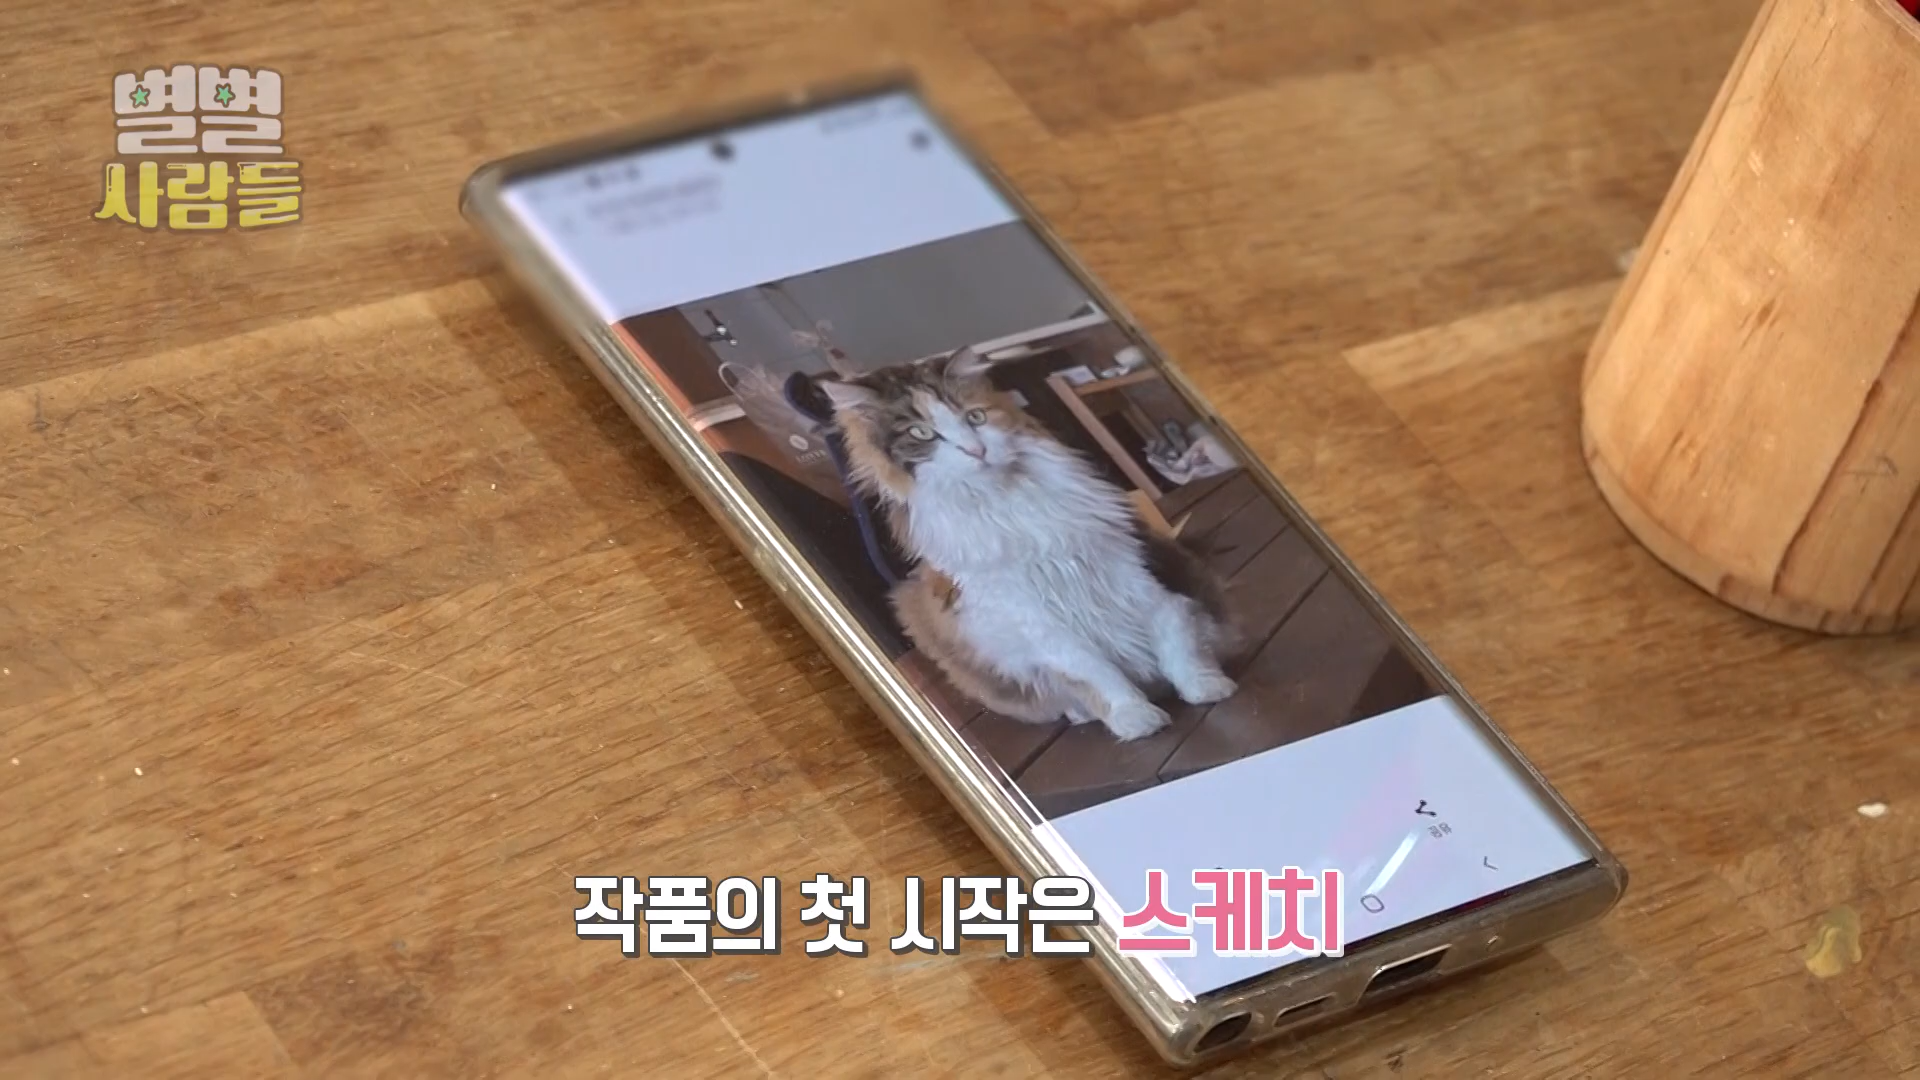 별별
사람들
작품의 첫 시작은 스케치